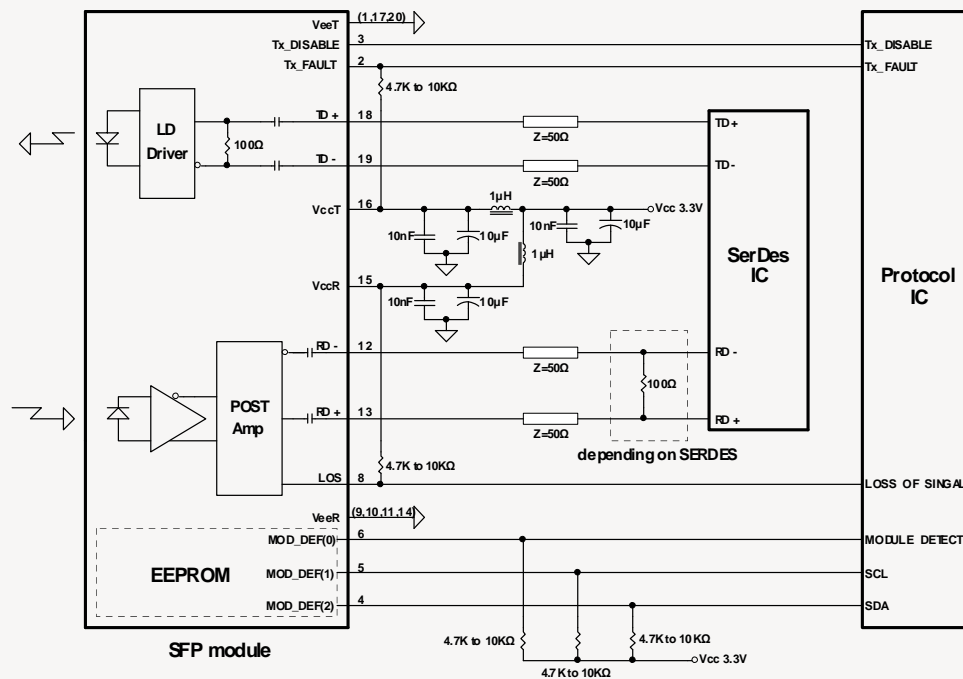 VeeT (1,17,20)
Tx_DISABLE 3 Tx_DISABLE
Tx_FAULT 2 Tx_FAULT
4.7K to 10KΩ
LD
Driver
100Ω
TD+ 18 TD+
Z=50Ω
TD- 19 TD-
Z=50Ω
1µH
VccT 16
Vcc 3.3V
10nF
10µF
10nF
10µF
1µH
SerDes
IC
Protocol
IC
VccR 15
10nF
10µF
RD- 12 RD-
Z=50Ω
100Ω
POST
Amp
RD+ 13 RD+
Z=50Ω
depending on SERDES
4.7K to 10KΩ
LOS 8 LOSS OF SINGAL
VeeR (9,10,11,14)
MOD_DEF(0) 6 MODULE DETECT
EEPROM
MOD_DEF(1) 5 SCL
MOD_DEF(2) 4 SDA
4.7K to 10KΩ
4.7K to 10KΩ
SFP module
Vcc 3.3V
4.7K to 10KΩ